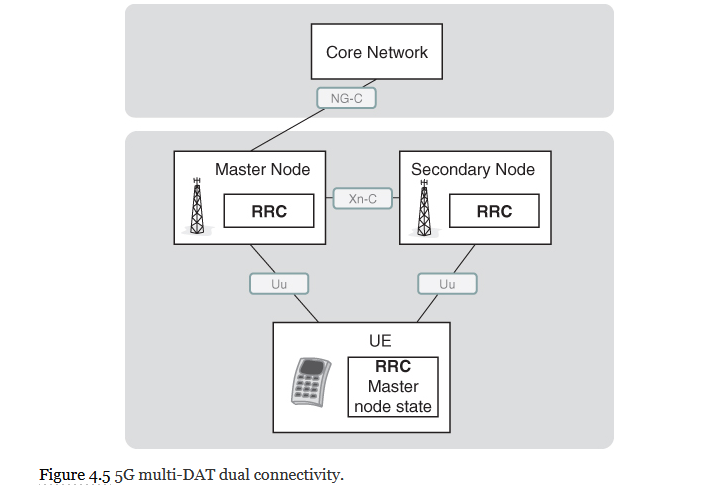 Core Network
NG-C
Master Node
Secondary Node
RRC
Xn-C
RRC
Uu
Uu
UE
RRC
Master
node state
Figure 4.5 5G multi-DAT dual connectivity.